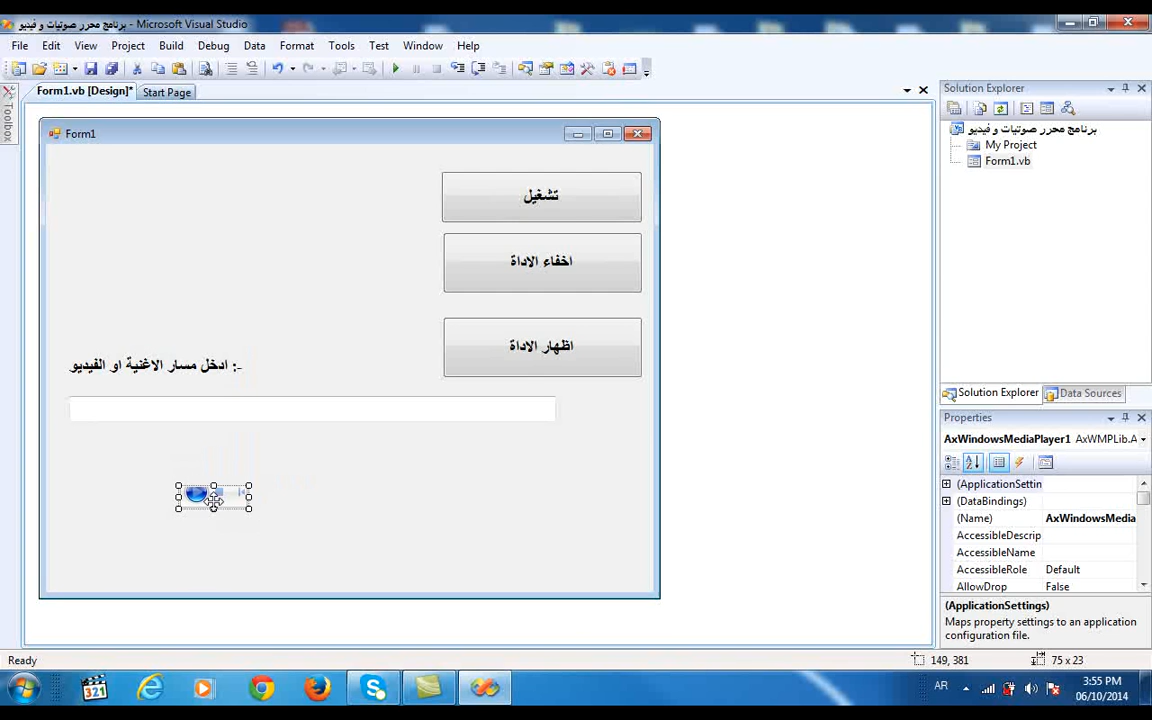 برنامج محرر صوتيات و فيديو - Microsoft Visual Studio
File Edit View Project Build Debug Data Format Tools Test Window Help
Form1.vb [Design]* Start Page
Toolbox
Form1
تشغيل
اخفاء الاداة
اظهار الاداة
ادخل مسار الاغنية او الفيديو :-
Solution Explorer
برنامج محرر صوتيات و فيديو
My Project
Form1.vb
Solution Explorer Data Sources
Properties
AxWindowsMediaPlayer1 AxWMPLib.A
(ApplicationSettin
(DataBindings)
(Name) AxWindowsMedia
AccessibleDescrip
AccessibleName
AccessibleRole Default
AllowDrop False
(ApplicationSettings)
Maps property settings to an application
configuration file.
Ready 149, 381 75 x 23
321
AR 3:55 PM
06/10/2014